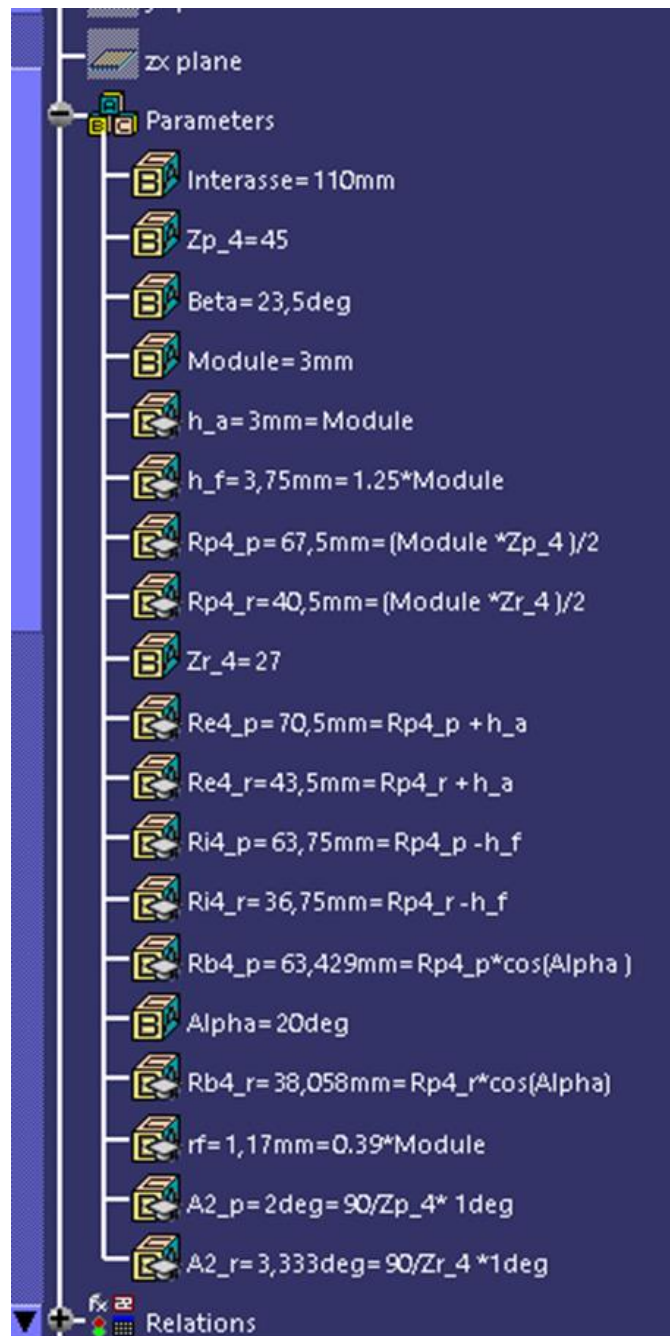 zx plane
Parameters
Interasse=110mm
Zp_4=45
Beta=23,5deg
Module=3mm
h_a=3mm=Module
h_f=3,75mm=1.25*Module
Rp4_p=67,5mm=(Module *Zp_4 )/2
Rp4_r=40,5mm=(Module *Zr_4 )/2
Zr_4=27
Re4_p=70,5mm=Rp4_p +h_a
Re4_r=43,5mm=Rp4_r +h_a
Ri4_p=63,75mm=Rp4_p -h_f
Ri4_r=36,75mm=Rp4_r -h_f
Rb4_p=63,429mm=Rp4_p*cos(Alpha )
Alpha=20deg
Rb4_r=38,058mm=Rp4_r*cos(Alpha)
rf=1,17mm=0.39*Module
A2_p=2deg=90/Zp_4* 1deg
A2_r=3,333deg=90/Zr_4 *1deg
Relations